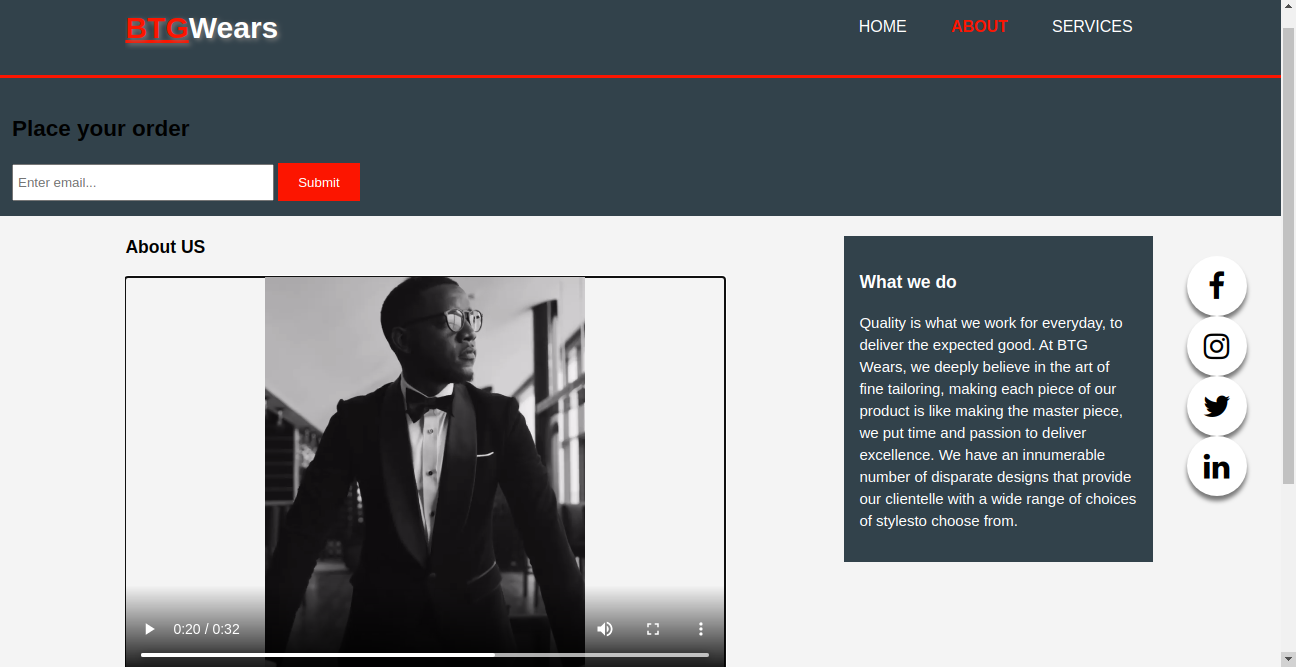 BTGWears
HOME ABOUT SERVICES
Place your order
Enter email...
Submit
About US
0:20 / 0:32
What we do
Quality is what we work for everyday, to
deliver the expected good. At BTG
Wears, we deeply believe in the art of
fine tailoring, making each piece of our
product is like making the master piece,
we put time and passion to deliver
excellence. We have an innumerable
number of disparate designs that provide
our clientelle with a wide range of choices
of stylesto choose from.